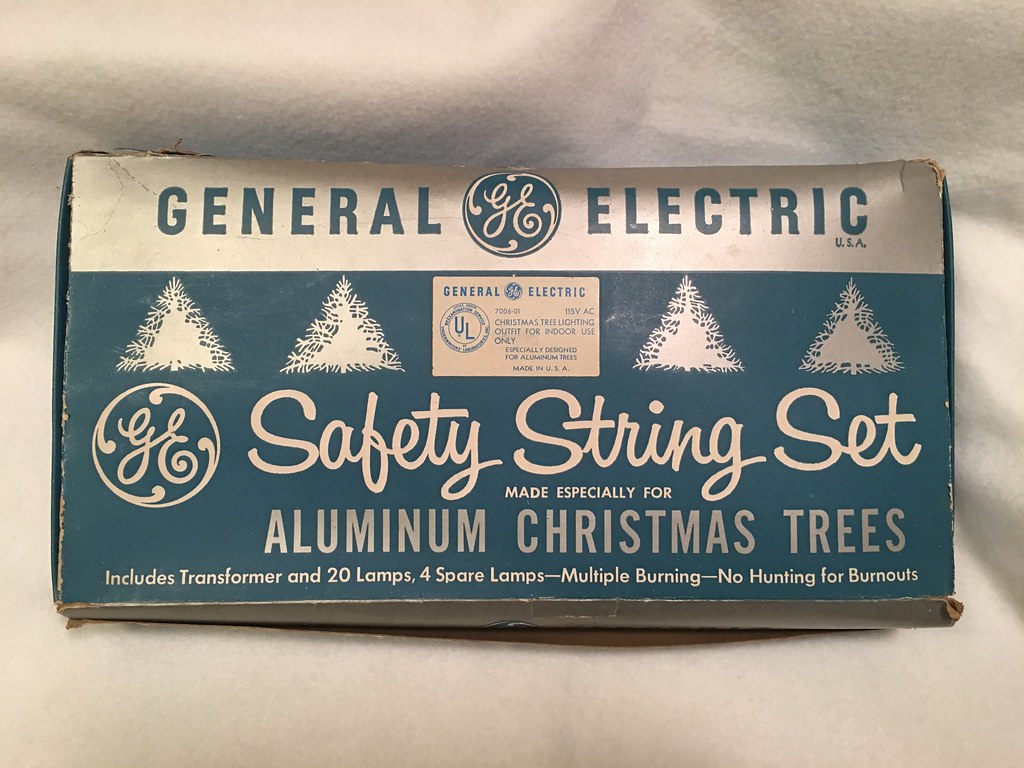 GENERAL GE ELECTRIC
U.S.A.
GENERAL GE ELECTRIC
7006-01 115V AC
UL
CHRISTMAS TREE LIGHTING
OUTFIT FOR INDOOR USE
ONLY
ESPECIALLY DESIGNED
FOR ALUMINUM TREES
MADE IN U.S.A.
GE Safety String Set
MADE ESPECIALLY FOR
ALUMINUM CHRISTMAS TREES
Includes Transformer and 20 Lamps, 4 Spare Lamps—Multiple Burning—No Hunting for Burnouts